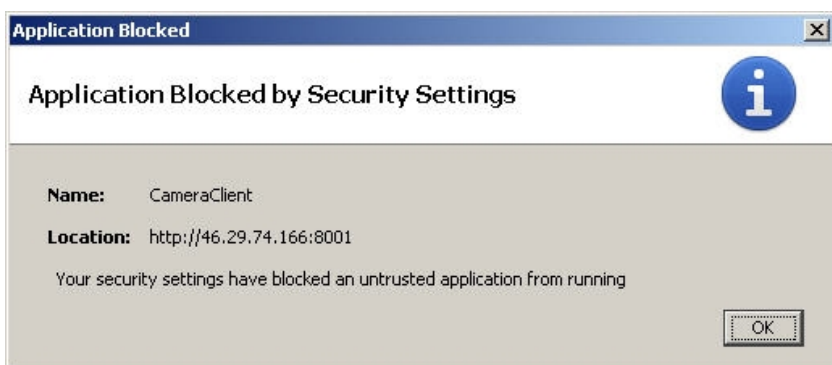 Application Blocked
Application Blocked by Security Settings
Name: CameraClient
Location: http://46.29.74.166:8001
Your security settings have blocked an untrusted application from running
OK